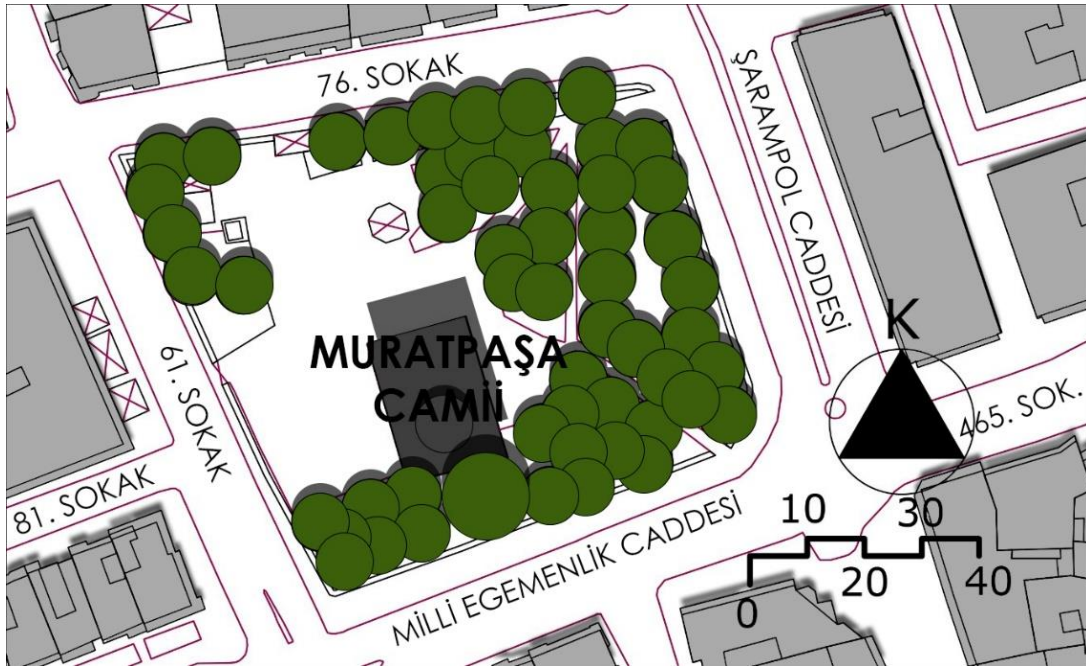 76. SOKAK
ŞARAMPOL CADDESİ
K
MURATPAŞA
CAMİİ
61. SOKAK
465. SOK.
81. SOKAK
MİLLİ EGEMENLİK CADDESİ
10
30
20
40
0